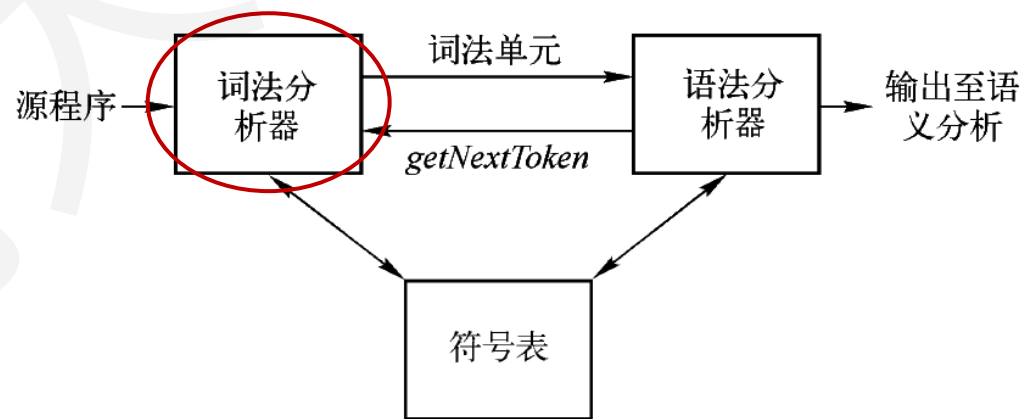 词法单元
源程序
词法分
析器
语法分
析器
输出至语
义分析
getNextToken
符号表